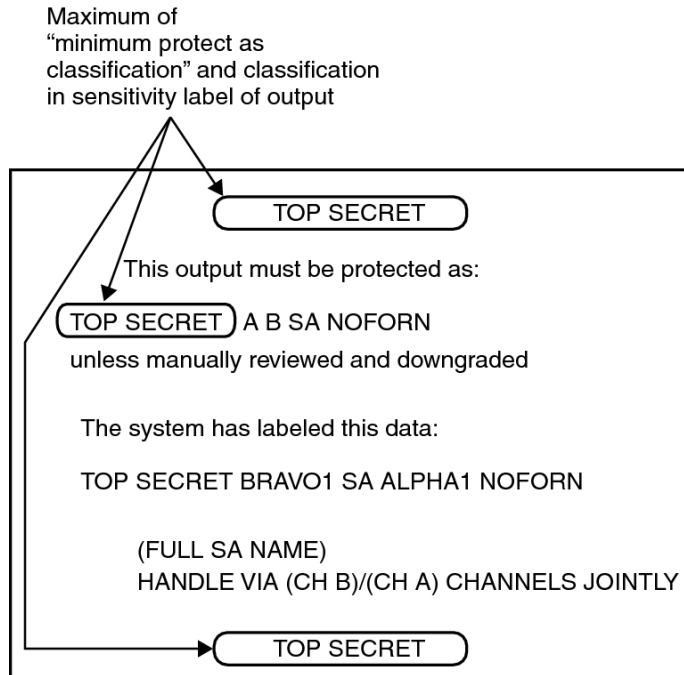 Maximum of
“minimum protect as
classification” and classification
in sensitivity label of output
TOP SECRET
This output must be protected as:
TOP SECRET A B SA NOFORN
unless manually reviewed and downgraded
The system has labeled this data:
TOP SECRET BRAVO1 SA ALPHA1 NOFORN
(FULL SA NAME)
HANDLE VIA (CH B)/(CH A) CHANNELS JOINTLY
TOP SECRET